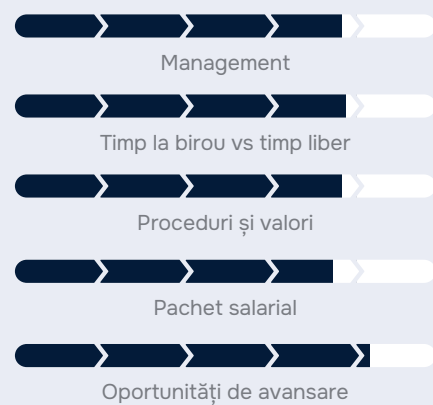 Management
Timp la birou vs timp liber
Proceduri și valori
Pachet salarial
Oportunități de avansare